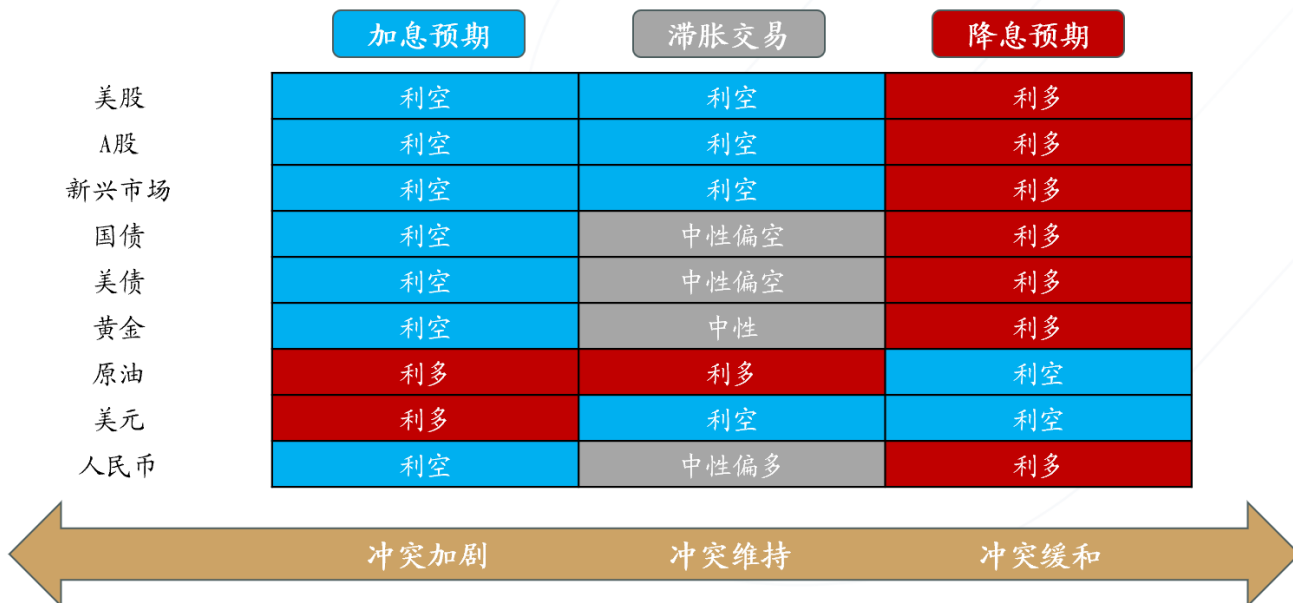 加息预期 滞胀交易 降息预期
美股 利空 利空 利多
A股 利空 利空 利多
新兴市场 利空 利空 利多
国债 利空 中性偏空 利多
美债 利空 中性偏空 利多
黄金 利空 中性 利多
原油 利多 利多 利空
美元 利多 利空 利空
人民币 利空 中性偏多 利多
冲突加剧 冲突维持 冲突缓和